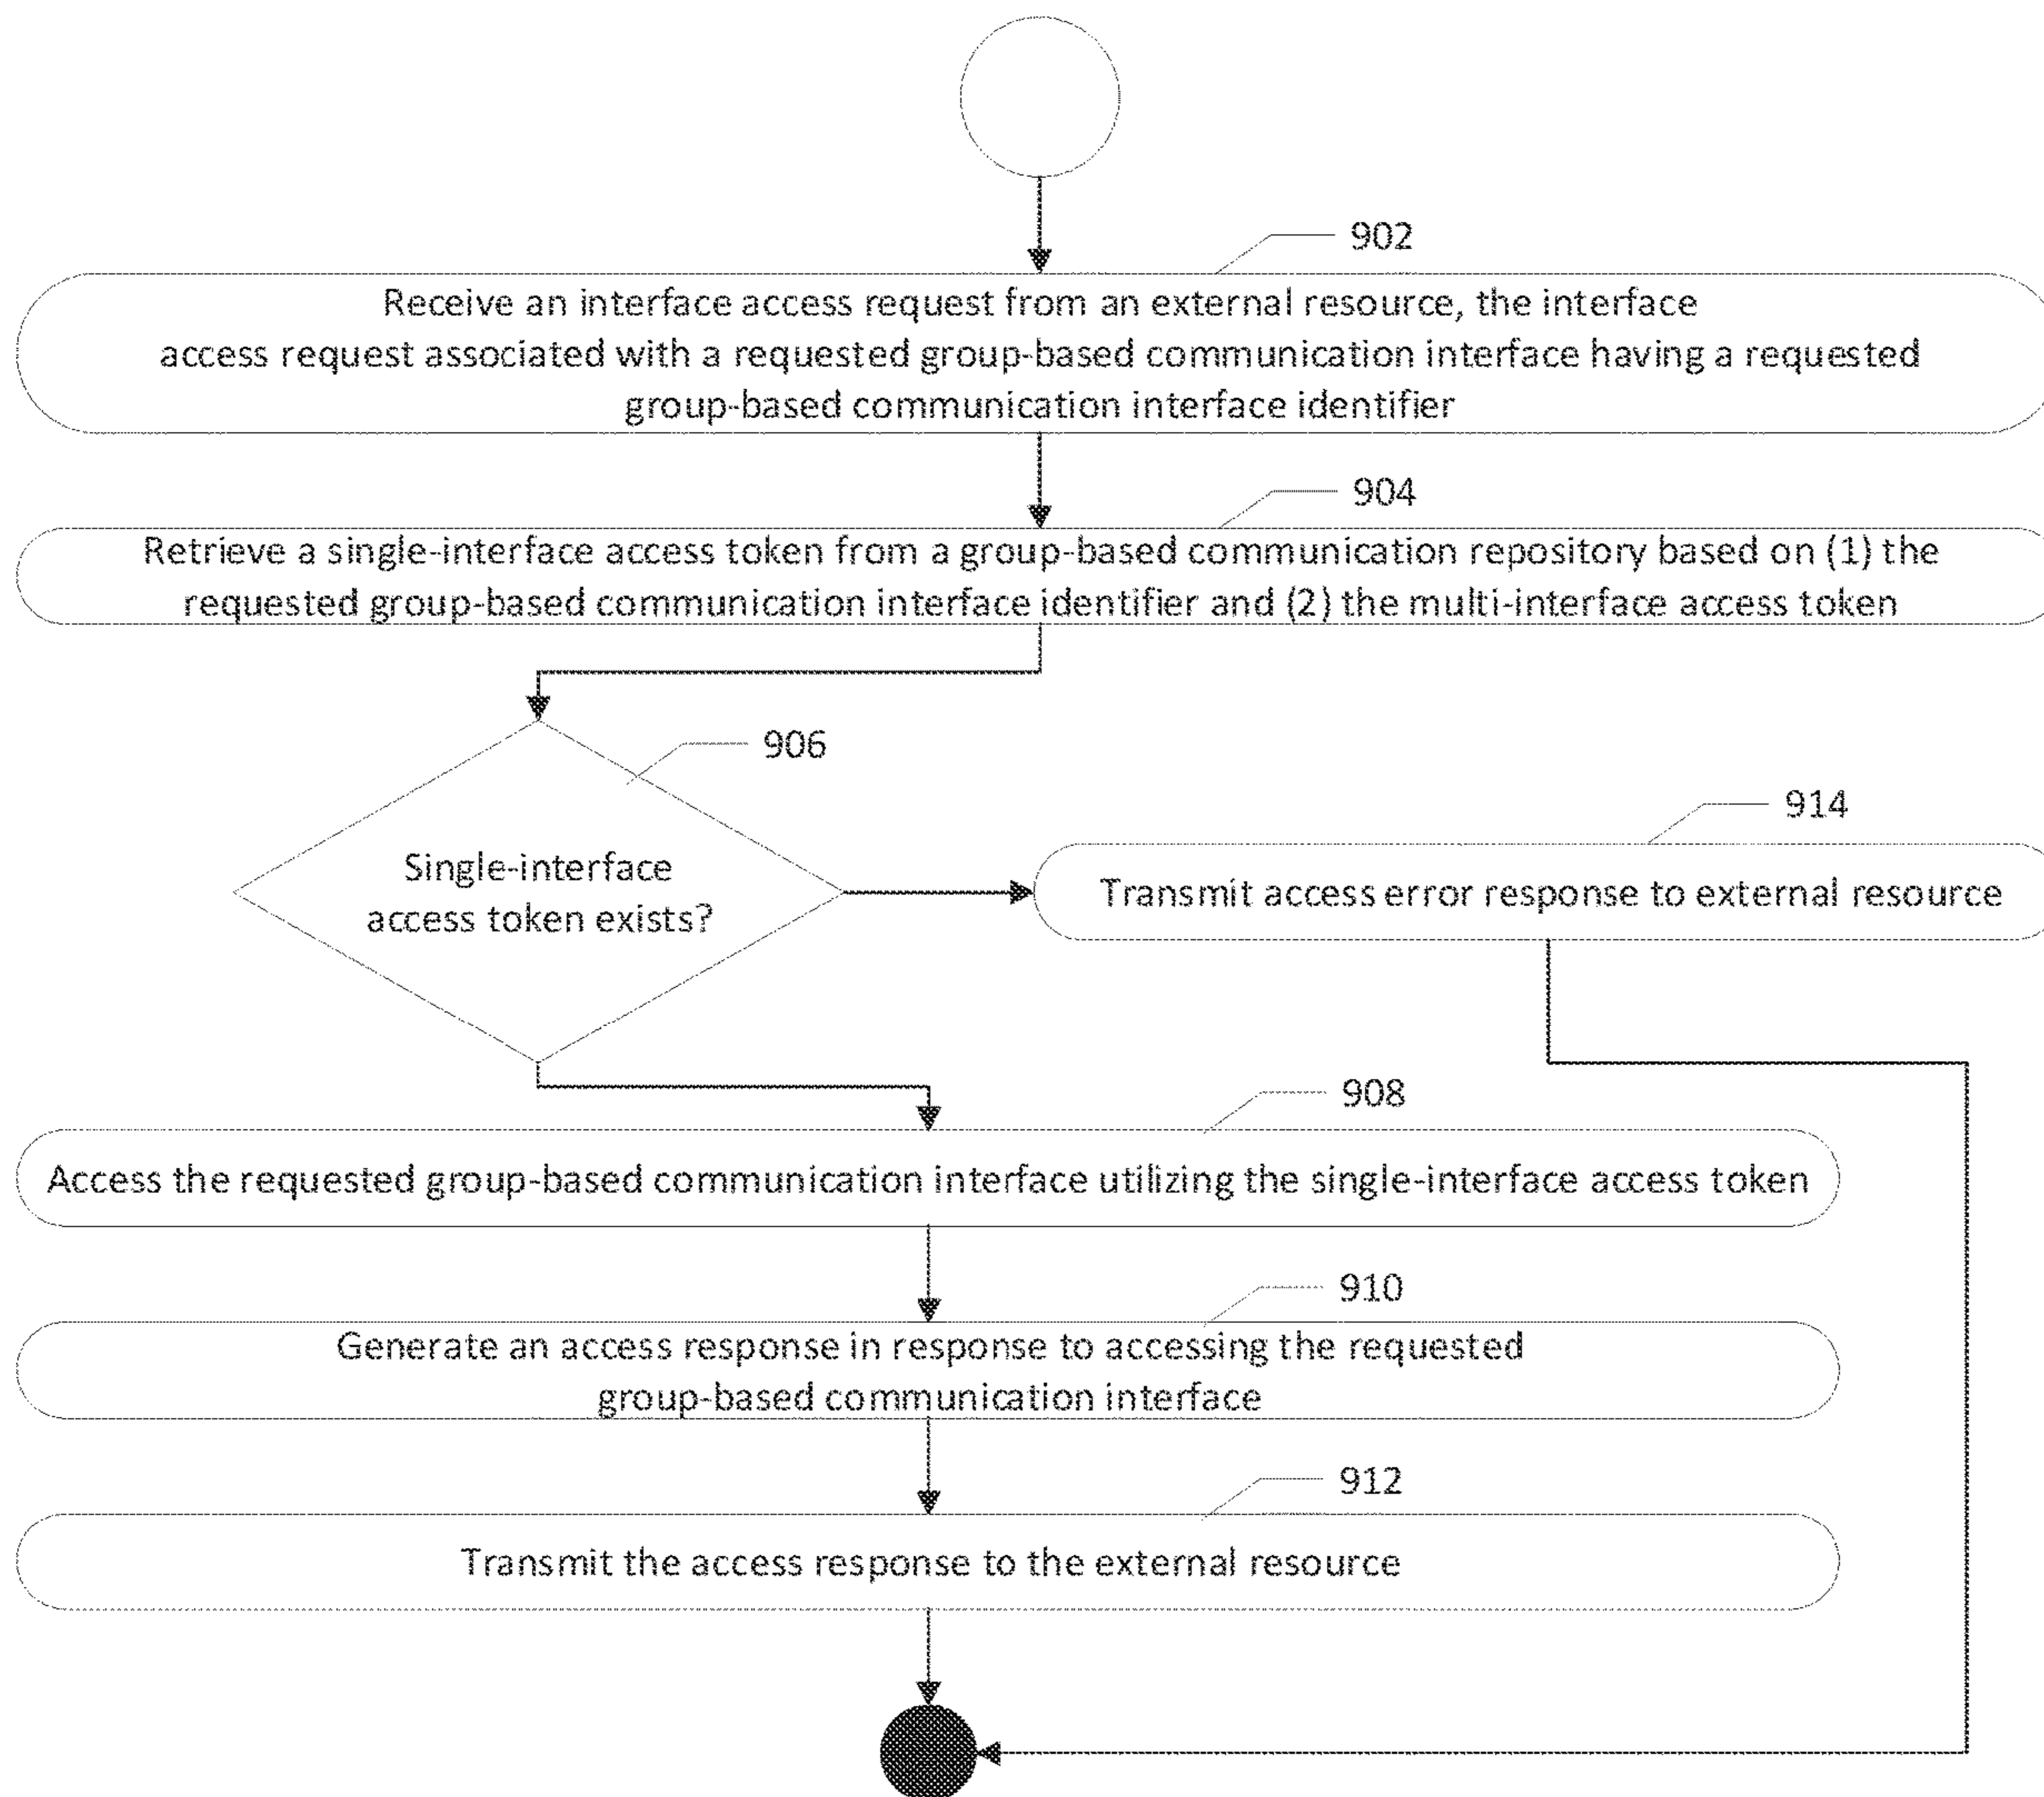 902
Receive an interface access request from an external resource, the interface
access request associated with a requested group-based communication interface having a requested
group-based communication interface identifier
904
Retrieve a single-interface access token from a group-based communication repository based on (1) the
requested group-based communication interface identifier and (2) the multi-interface access token
906
Single-interface
access token exists?
914
Transmit access error response to external resource
908
Access the requested group-based communication interface utilizing the single-interface access token
910
Generate an access response in response to accessing the requested
group-based communication interface
912
Transmit the access response to the external resource